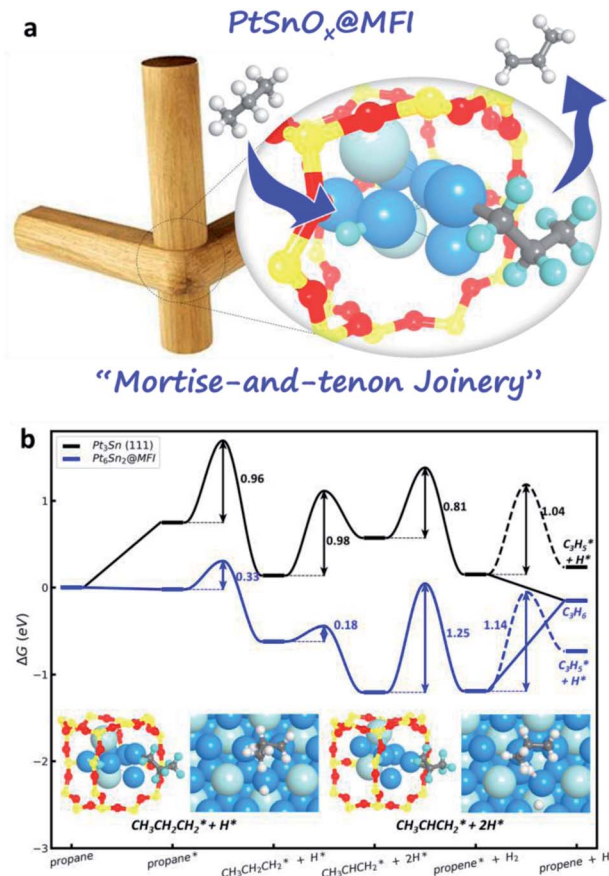 a
PtSnOₓ@MFI
“Mortise-and-tenon Joinery”
b
Pt₃Sn (111)
Pt₆Sn₂@MFI
ΔG (eV)
1
0
−1
−2
−3
0.96
0.98
0.81
1.04
C₃H₅*
+ H*
0.33
0.18
1.25
1.14
C₃H₆
C₃H₅*
+ H*
CH₃CH₂CH₂* + H*
CH₃CHCH₂* + 2H*
propane
propane*
CH₃CH₂CH₂* + H*
CH₃CHCH₂* + 2H*
propene* + H₂
propene + H